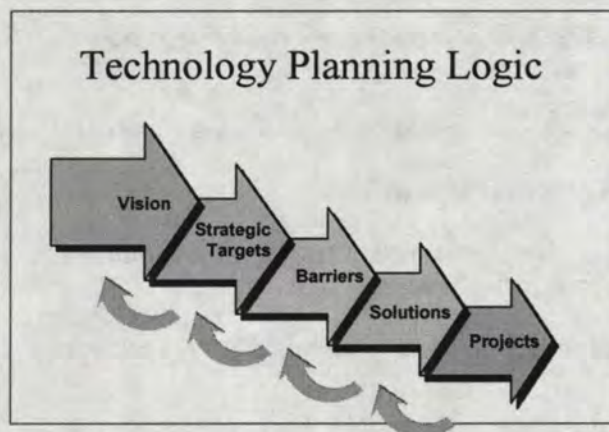 Technology Planning Logic
Vision
Strategic
Targets
Barriers
Solutions
Projects